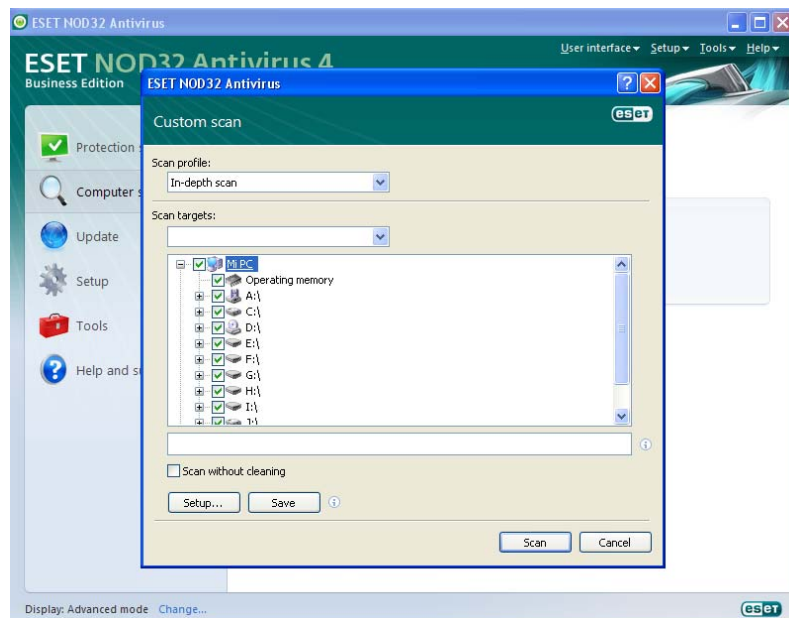 ESET NOD32 Antivirus
User interface Setup Tools Help
ESET NOD32 Antivirus 4
Business Edition
ESET NOD32 Antivirus
Custom scan
eset
Protection
Computer s
Update
Setup
Tools
Help and su
Scan profile:
In-depth scan
Scan targets:
Mi PC
Operating memory
A:\
C:\
D:\
E:\
F:\
G:\
H:\
I:\
J:\
Scan without cleaning
Setup...
Save
Scan
Cancel
Display: Advanced mode Change...
eset